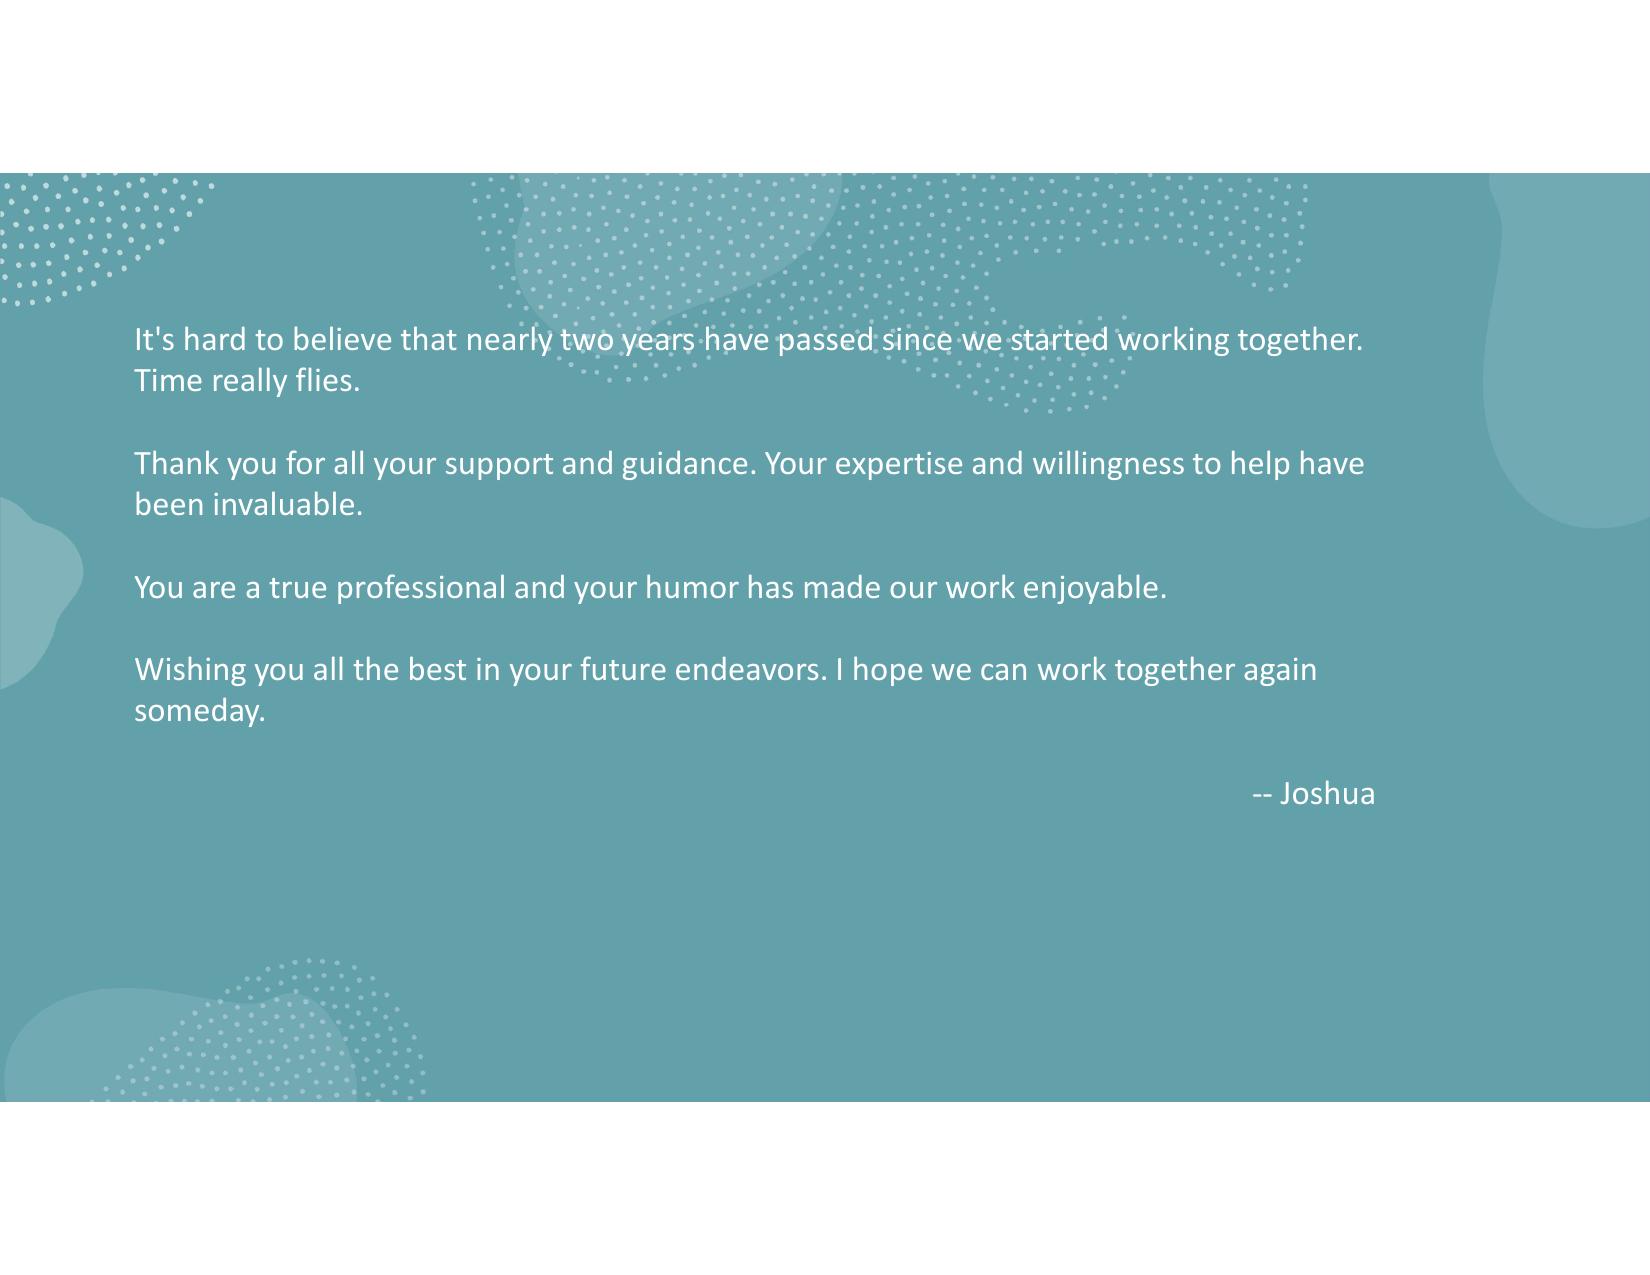 It's hard to believe that nearly two years have passed since we started working together.
Time really flies.
Thank you for all your support and guidance. Your expertise and willingness to help have
been invaluable.
You are a true professional and your humor has made our work enjoyable.
Wishing you all the best in your future endeavors. I hope we can work together again
someday.
-- Joshua